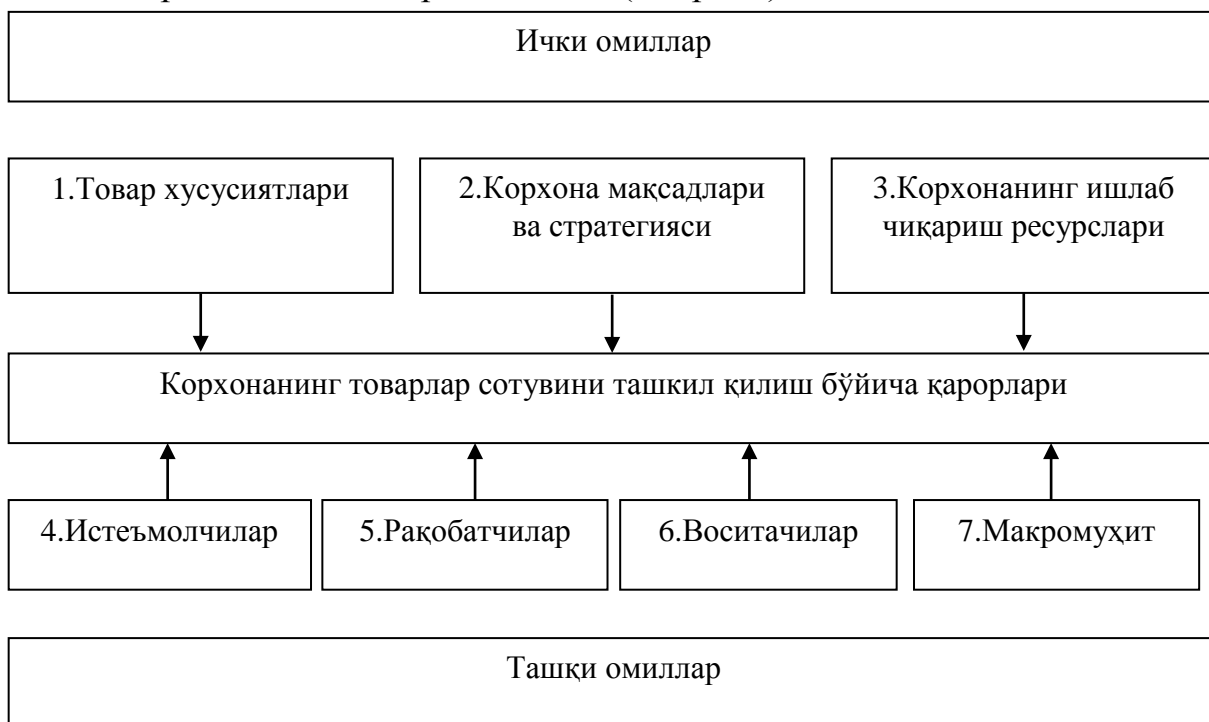 Ички омиллар
1.Товар хусусиятлари
2.Корхона мақсадлари
ва стратегияси
3.Корхонанинг ишлаб
чиқариш ресурслари
Корхонанинг товарлар сотувини ташкил қилиш бўйича қарорлари
4.Истеъмолчилар
5.Рақобатчилар
6.Воситачилар
7.Макромуҳит
Ташқи омиллар